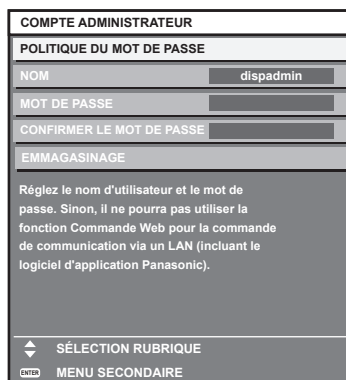 COMPTE ADMINISTRATEUR
POLITIQUE DU MOT DE PASSE
NOM dispadmin
MOT DE PASSE
CONFIRMER LE MOT DE PASSE
EMMAGASINAGE
Réglez le nom d'utilisateur et le mot de
passe. Sinon, il ne pourra pas utiliser la
fonction Commande Web pour la commande
de communication via un LAN (incluant le
logiciel d'application Panasonic).
SÉLECTION RUBRIQUE
ENTER MENU SECONDAIRE